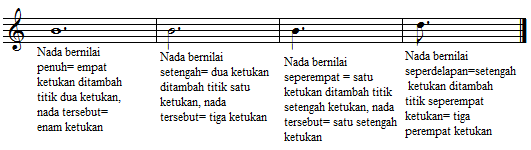 Nada bernilai
penuh= empat
ketukan ditambah
titik dua ketukan,
nada tersebut=
enam ketukan
Nada bernilai
setengah= dua ketukan
ditambah titik satu
ketukan, nada
tersebut= tiga ketukan
Nada bernilai
seperempat = satu
ketukan ditambah titik
setengah ketukan, nada
tersebut= satu setengah
ketukan
Nada bernilai
seperdelapan=setengah
ketukan ditambah
titik seperempat
ketukan= tiga
perempat ketukan